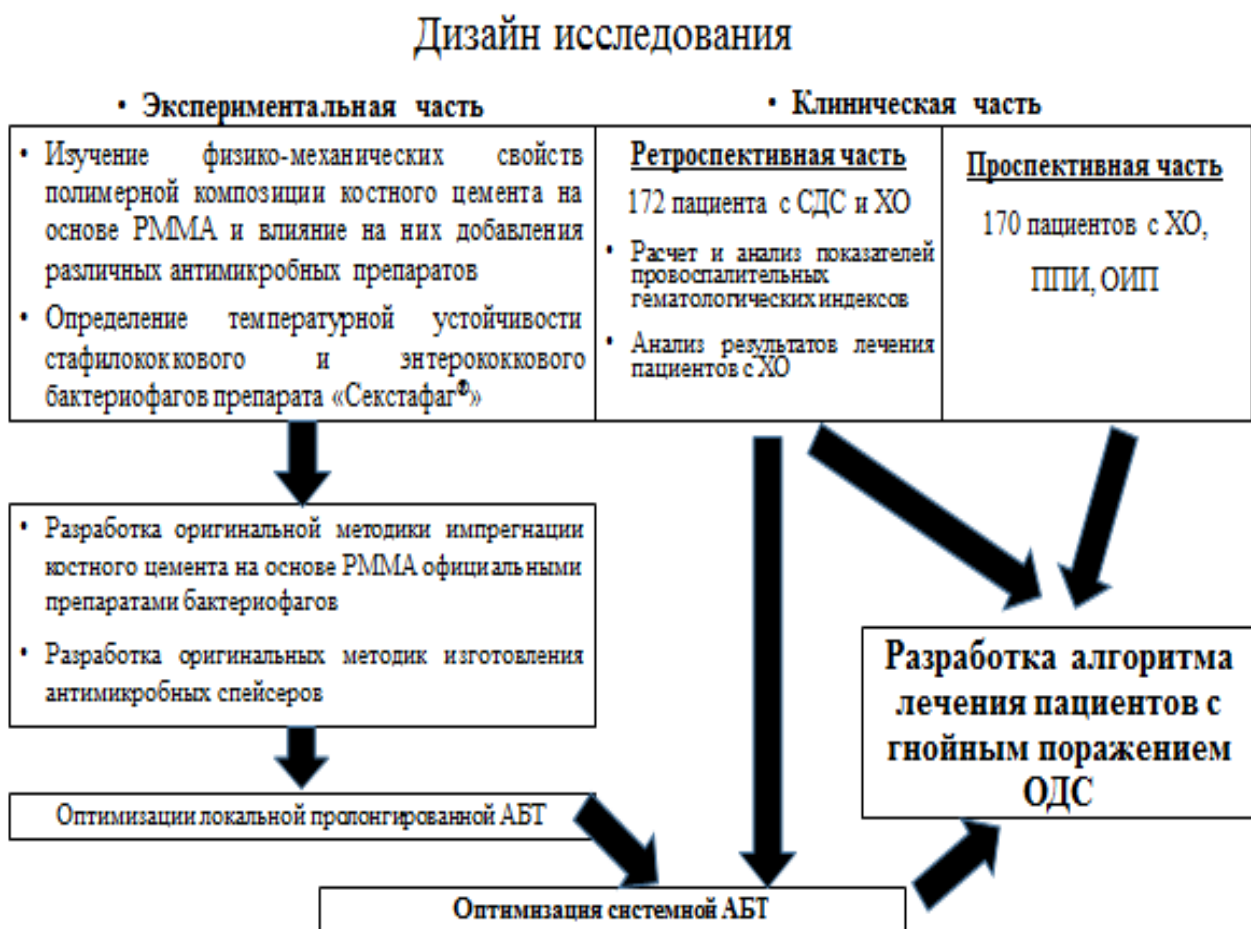 Дизайн исследования
• Экспериментальная часть
• Изучение физико-механических свойств
полимерной композиции костного цемента на
основе РММА и влияние на них добавления
различных антимикробных препаратов
• Определение температурной устойчивости
стафилококкового и энтерококкового
бактериофагов препарата «Секстафаг®»
• Клиническая часть
Ретроспективная часть
172 пациента с СДС и ХО
• Расчет и анализ показателей
провоспалительных
гематологических индексов
• Анализ результатов лечения
пациентов с ХО
Проспективная часть
170 пациентов с ХО,
ППИ, ОИП
• Разработка оригинальной методики импрегнации
костного цемента на основе РММА официальными
препаратами бактериофагов
• Разработка оригинальных методик изготовления
антимикробных спейсеров
Оптимизации локальной пролонгированной АБТ
Оптимизация системной АБТ
Разработка алгоритма
лечения пациентов с
гнойным поражением
ОДС